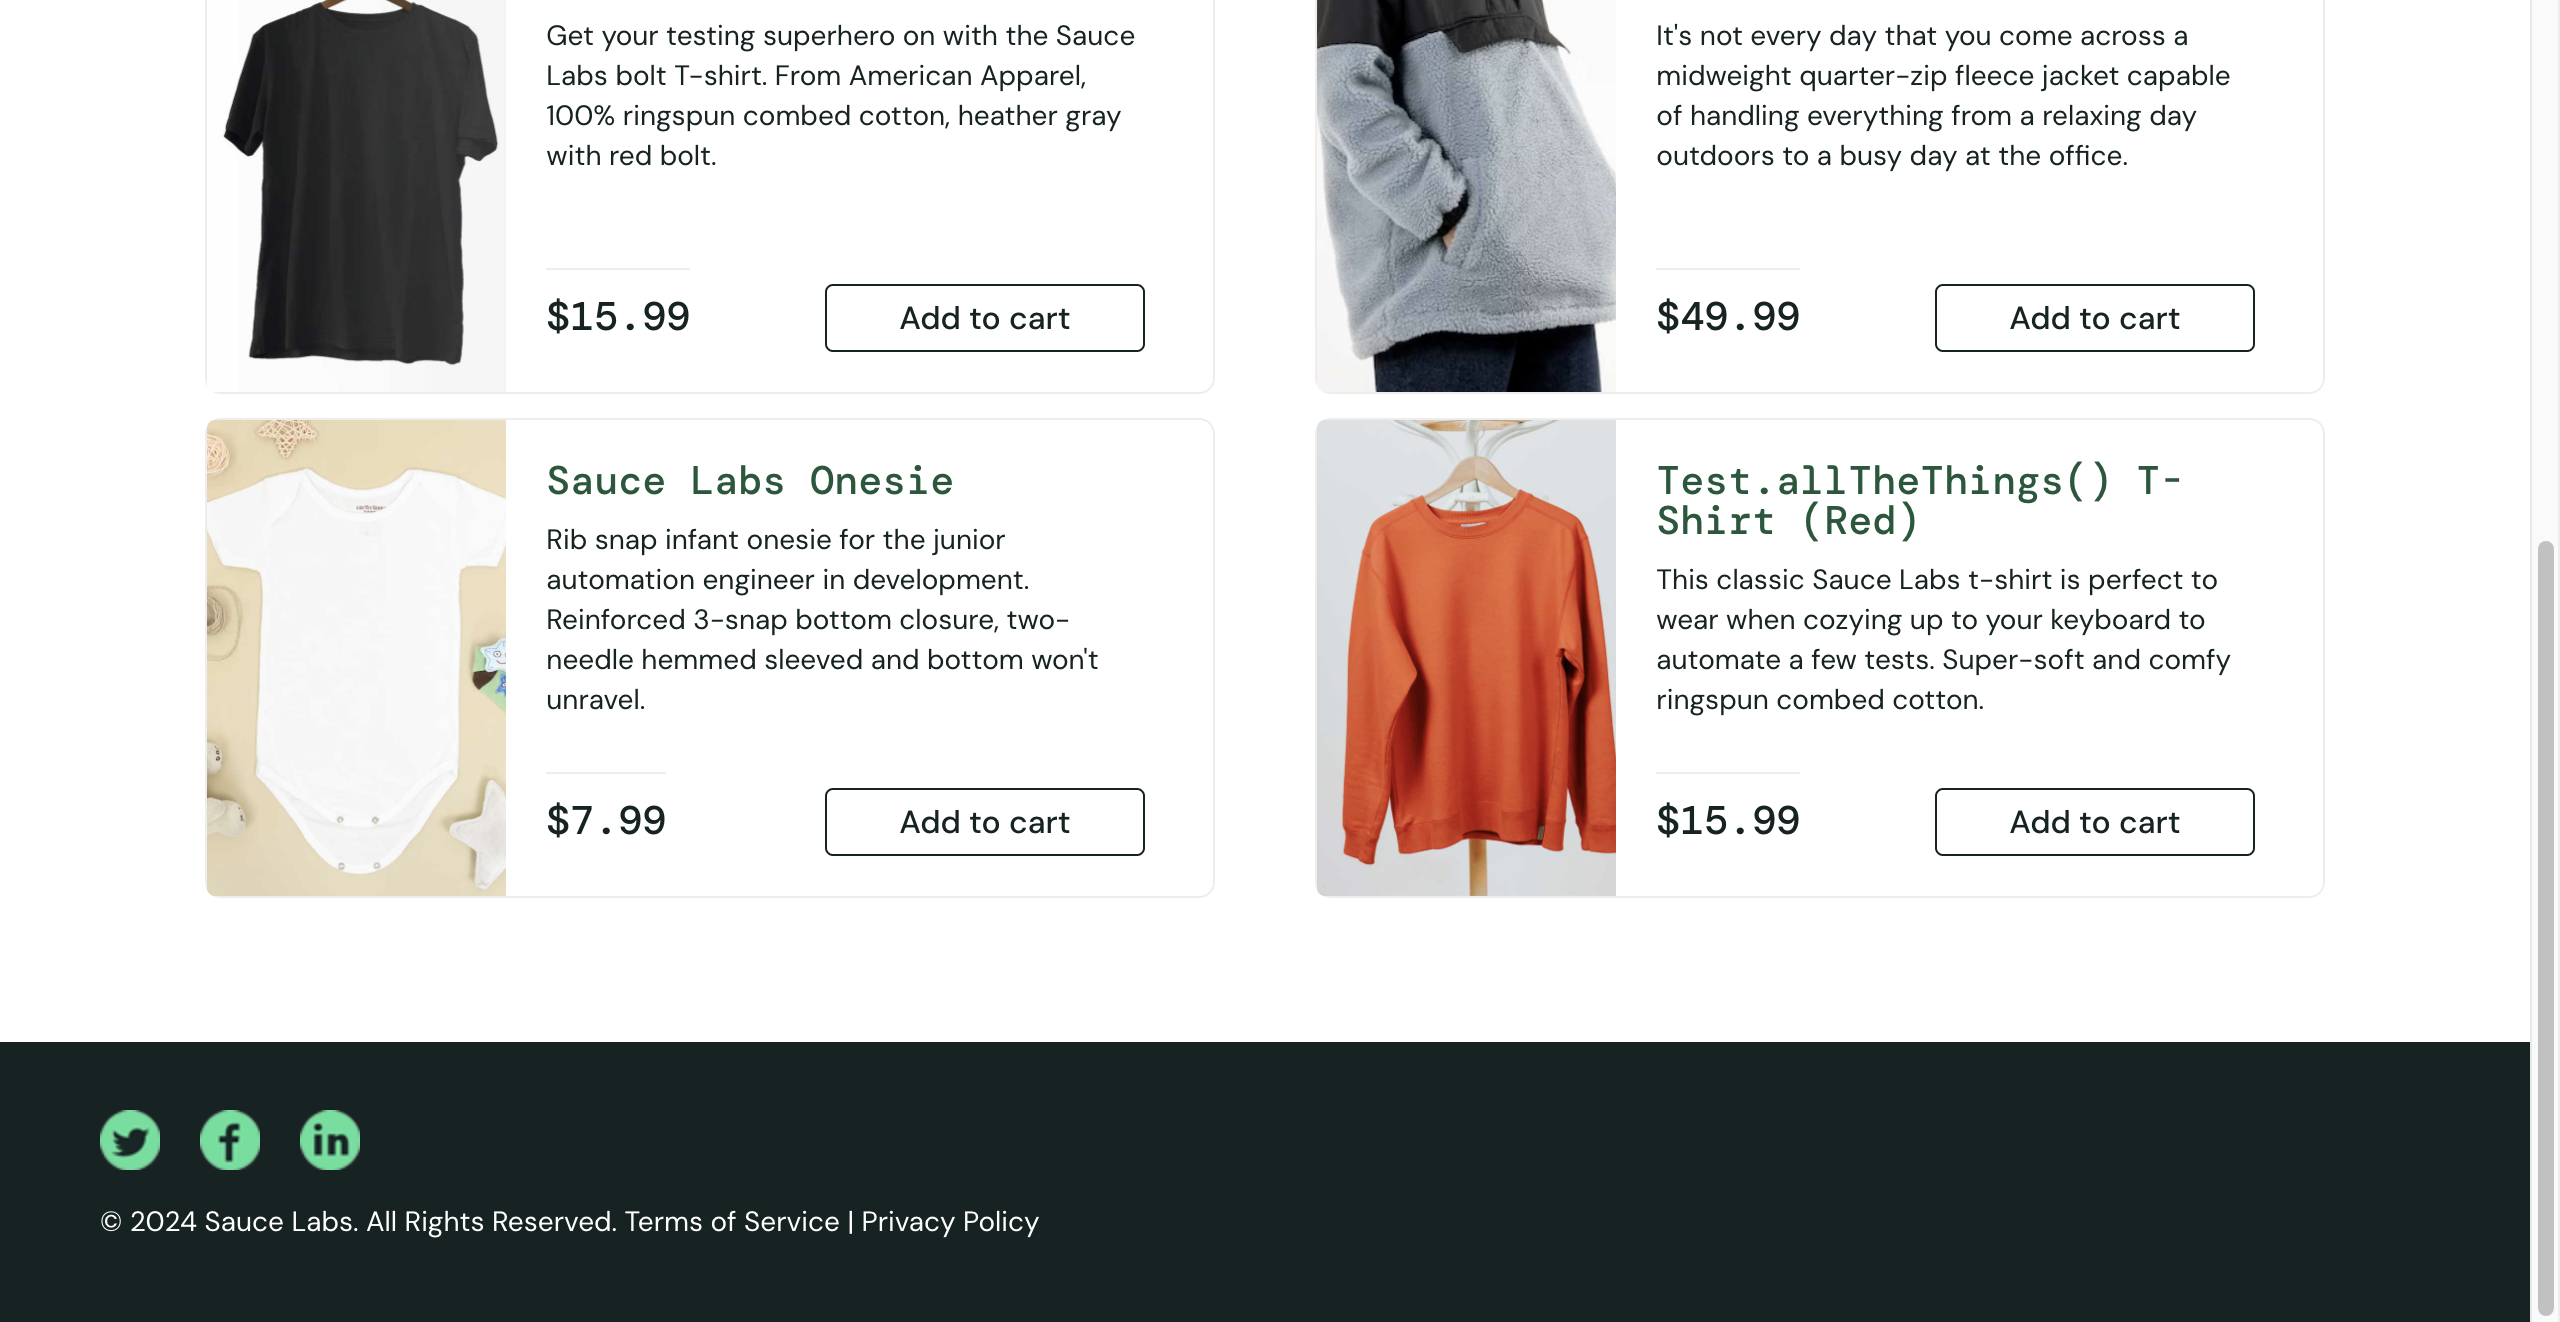 Get your testing superhero on with the Sauce
Labs bolt T-shirt. From American Apparel,
100% ringspun combed cotton, heather gray
with red bolt.
$15.99
Add to cart
It's not every day that you come across a
midweight quarter-zip fleece jacket capable
of handling everything from a relaxing day
outdoors to a busy day at the office.
$49.99
Add to cart
Sauce Labs Onesie
Rib snap infant onesie for the junior
automation engineer in development.
Reinforced 3-snap bottom closure, two-
needle hemmed sleeved and bottom won't
unravel.
$7.99
Add to cart
Test.allTheThings() T-
Shirt (Red)
This classic Sauce Labs t-shirt is perfect to
wear when cozying up to your keyboard to
automate a few tests. Super-soft and comfy
ringspun combed cotton.
$15.99
Add to cart
f
in
© 2024 Sauce Labs. All Rights Reserved. Terms of Service | Privacy Policy